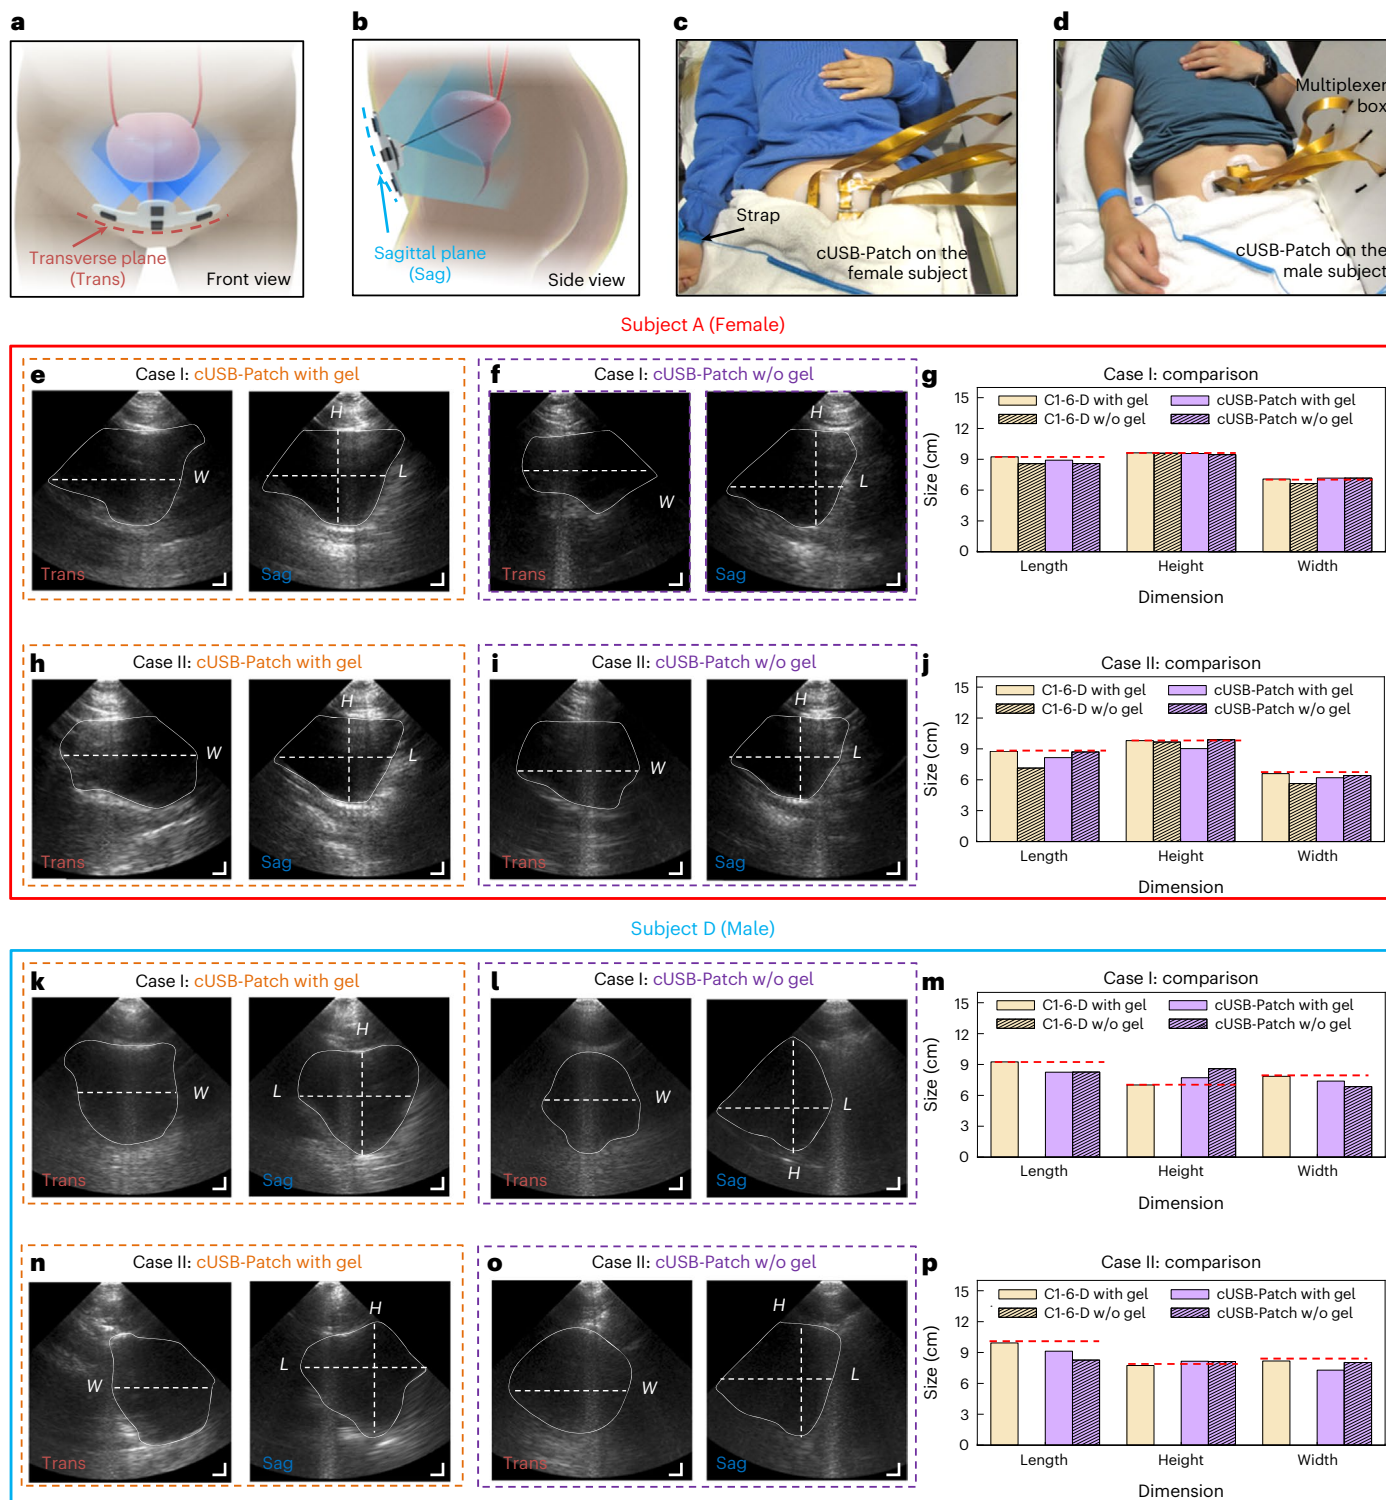 a
b
c
d
Transverse plane
(Trans)
Front view
Sagittal plane
(Sag)
Side view
Strap
cUSB-Patch on the
female subject
Multiplexer
box
cUSB-Patch on the
male subject
Subject A (Female)
e
Case I: cUSB-Patch with gel
W
Trans
H
L
Sag
f
Case I: cUSB-Patch w/o gel
W
Trans
H
L
Sag
g
Case I: comparison
C1-6-D with gel
cUSB-Patch with gel
C1-6-D w/o gel
cUSB-Patch w/o gel
Size (cm)
15
12
9
6
3
0
Length
Height
Width
Dimension
h
Case II: cUSB-Patch with gel
W
Trans
H
L
Sag
i
Case II: cUSB-Patch w/o gel
W
Trans
H
L
Sag
j
Case II: comparison
C1-6-D with gel
cUSB-Patch with gel
C1-6-D w/o gel
cUSB-Patch w/o gel
Size (cm)
15
12
9
6
3
0
Length
Height
Width
Dimension
Subject D (Male)
k
Case I: cUSB-Patch with gel
W
Trans
H
L
Sag
l
Case I: cUSB-Patch w/o gel
W
Trans
L
H
Sag
m
Case I: comparison
C1-6-D with gel
cUSB-Patch with gel
C1-6-D w/o gel
cUSB-Patch w/o gel
Size (cm)
15
12
9
6
3
0
Length
Height
Width
Dimension
n
Case II: cUSB-Patch with gel
W
Trans
H
L
Sag
o
Case II: cUSB-Patch w/o gel
W
Trans
H
L
Sag
p
Case II: comparison
C1-6-D with gel
cUSB-Patch with gel
C1-6-D w/o gel
cUSB-Patch w/o gel
Size (cm)
15
12
9
6
3
0
Length
Height
Width
Dimension